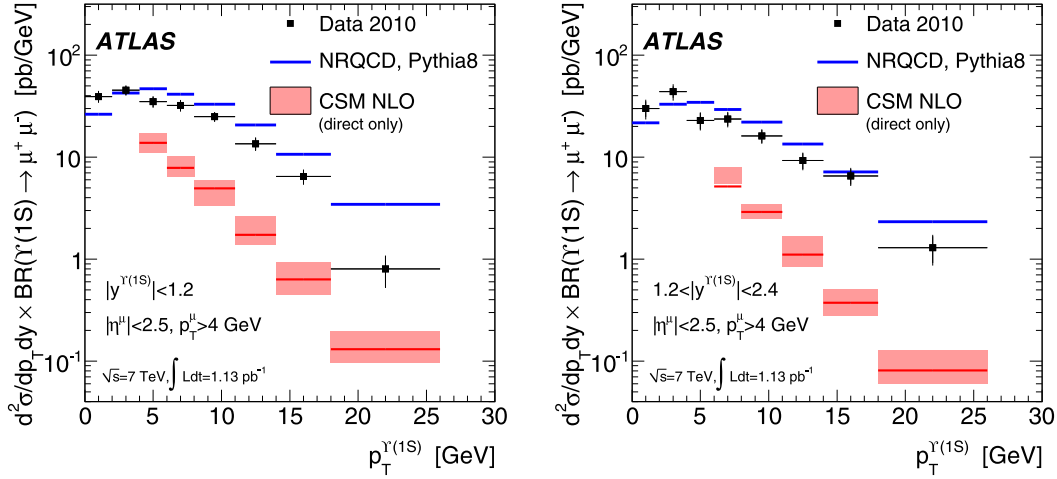 d²σ/dp_Tdy × BR(ϒ(1S) → μ⁺ μ⁻) [pb/GeV]
10²
10
1
10⁻¹
ATLAS
Data 2010
NRQCD, Pythia8
CSM NLO
(direct only)
|y^ϒ(1S)|<1.2
|η^μ|<2.5, p_T^μ>4 GeV
√s=7 TeV,∫ Ldt=1.13 pb⁻¹
0 5 10 15 20 25 30
p_T^ϒ(1S) [GeV]
d²σ/dp_Tdy × BR(ϒ(1S) → μ⁺ μ⁻) [pb/GeV]
10²
10
1
10⁻¹
ATLAS
Data 2010
NRQCD, Pythia8
CSM NLO
(direct only)
1.2<|y^ϒ(1S)|<2.4
|η^μ|<2.5, p_T^μ>4 GeV
√s=7 TeV,∫ Ldt=1.13 pb⁻¹
0 5 10 15 20 25 30
p_T^ϒ(1S) [GeV]